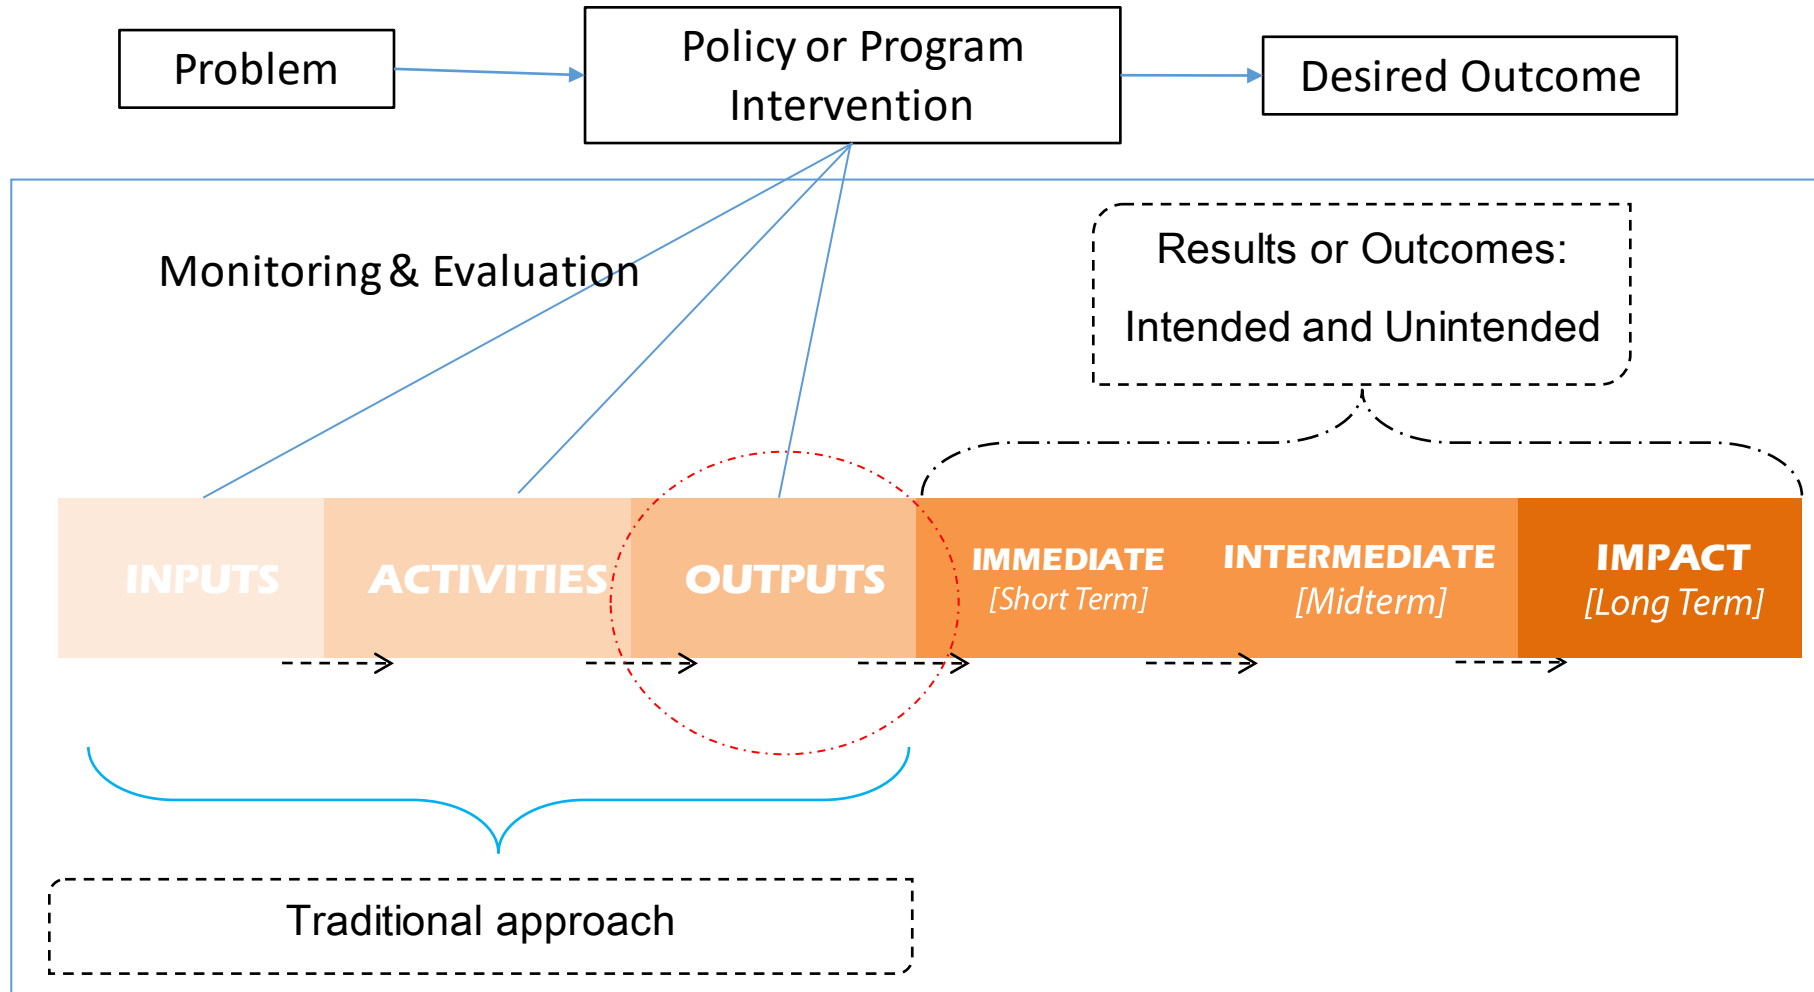 Problem
Policy or Program
Intervention
Desired Outcome
Monitoring & Evaluation
Results or Outcomes:
Intended and Unintended
INPUTS
ACTIVITIES
OUTPUTS
IMMEDIATE
[Short Term]
INTERMEDIATE
[Midterm]
IMPACT
[Long Term]
Traditional approach